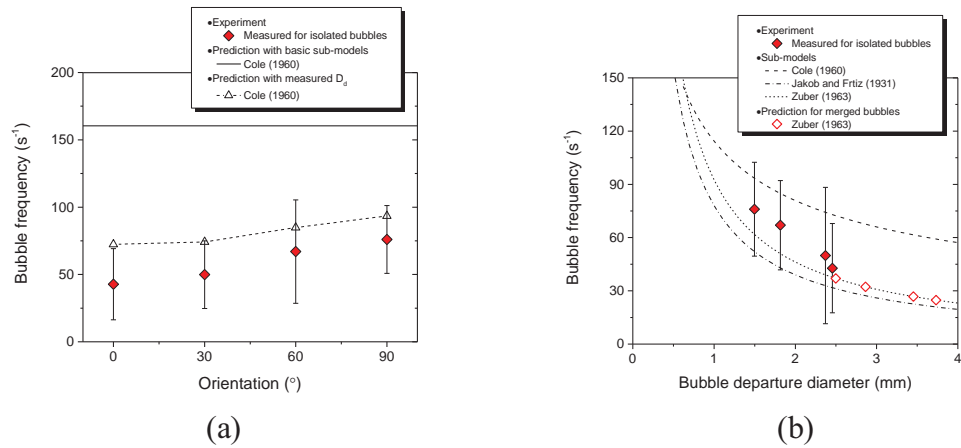 •Experiment
Measured for isolated bubbles
•Prediction with basic sub-models
Cole (1960)
•Prediction with measured D_d
Cole (1960)
200
150
100
50
0
Bubble frequency (s⁻¹)
0 30 60 90
Orientation (°)
(a)
•Experiment
Measured for isolated bubbles
•Sub-models
Cole (1960)
Jakob and Frtiz (1931)
Zuber (1963)
•Prediction for merged bubbles
Zuber (1963)
150
120
90
60
30
0
Bubble frequency (s⁻¹)
0 1 2 3 4
Bubble departure diameter (mm)
(b)